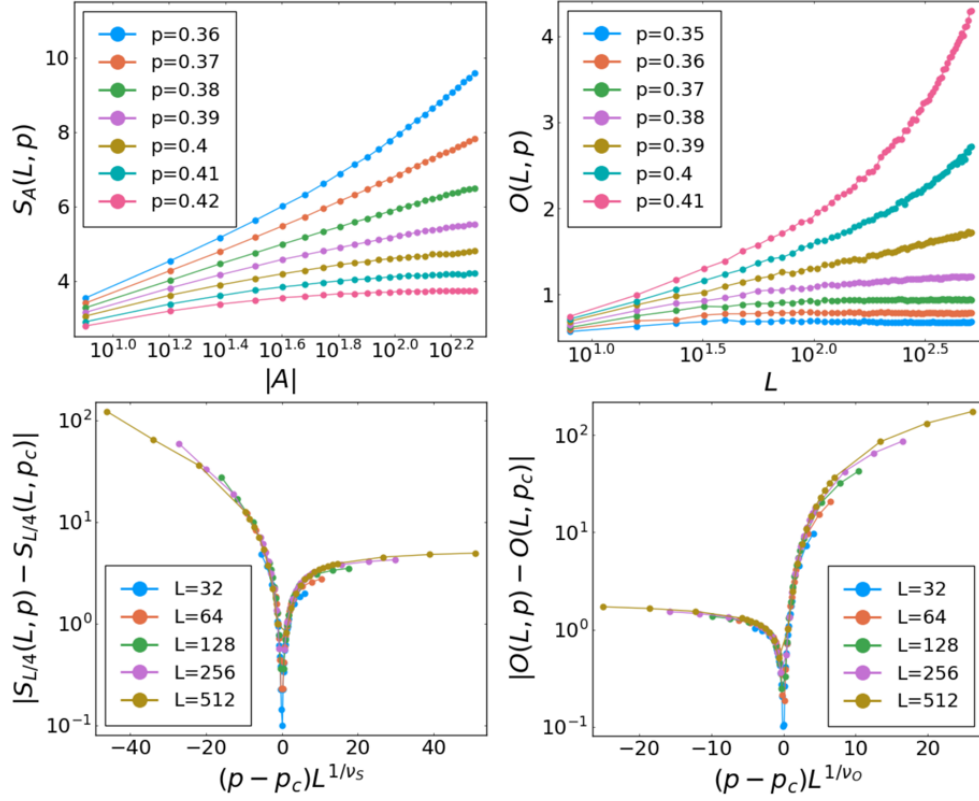 10
8
6
4
S_A(L, p)
p=0.36
p=0.37
p=0.38
p=0.39
p=0.4
p=0.41
p=0.42
10^1.0 10^1.2 10^1.4 10^1.6 10^1.8 10^2.0 10^2.2
|A|
4
3
2
1
O(L, p)
p=0.35
p=0.36
p=0.37
p=0.38
p=0.39
p=0.4
p=0.41
10^1.0 10^1.5 10^2.0 10^2.5
L
10^2
10^1
10^0
10^-1
|S_L/4(L, p) − S_L/4(L, p_c)|
L=32
L=64
L=128
L=256
L=512
−40 −20 0 20 40
(p − p_c)L^1/ν_S
10^2
10^1
10^0
10^-1
|O(L, p) − O(L, p_c)|
L=32
L=64
L=128
L=256
L=512
−20 −10 0 10 20
(p − p_c)L^1/ν_O